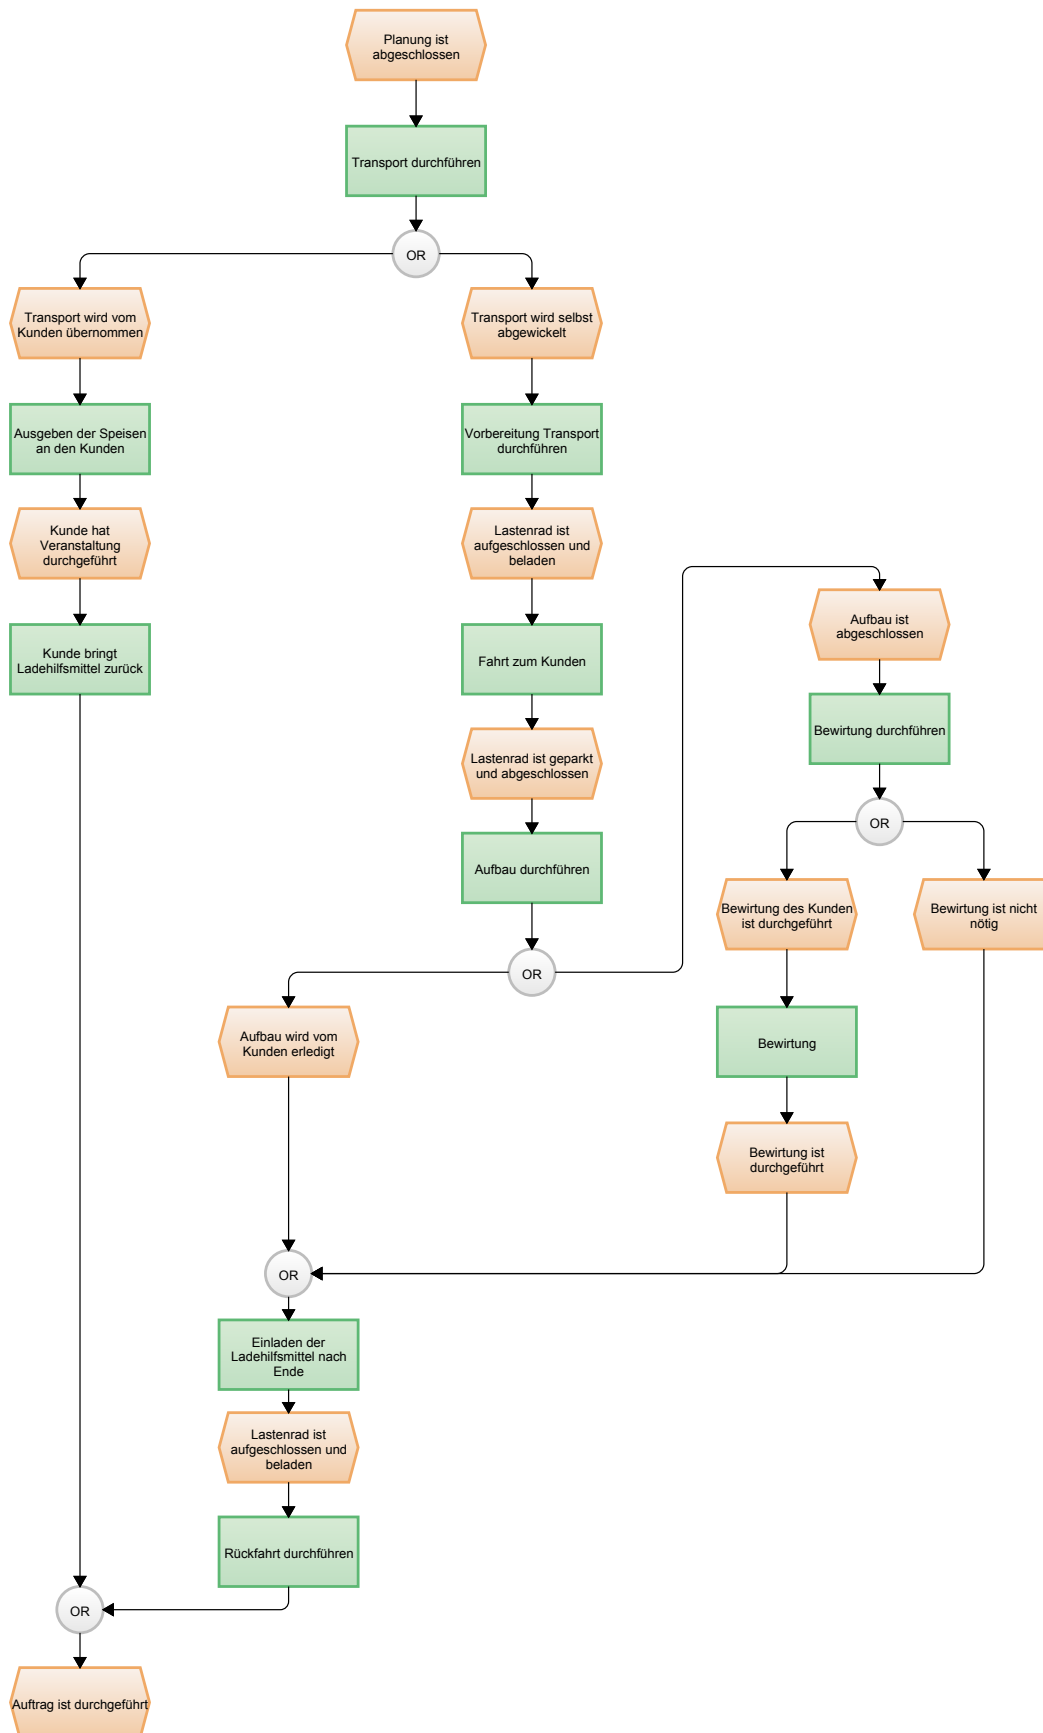 Planung ist
abgeschlossen
Transport durchführen
OR
Transport wird vom
Kunden übernommen
Transport wird selbst
abgewickelt
Ausgeben der Speisen
an den Kunden
Vorbereitung Transport
durchführen
Kunde hat
Veranstaltung
durchgeführt
Lastenrad ist
aufgeschlossen und
beladen
Kunde bringt
Ladehilfsmittel zurück
Fahrt zum Kunden
Aufbau ist
abgeschlossen
Lastenrad ist geparkt
und abgeschlossen
Bewirtung durchführen
Aufbau durchführen
OR
Bewirtung des Kunden
ist durchgeführt
Bewirtung ist nicht
nötig
OR
Aufbau wird vom
Kunden erledigt
Bewirtung
Bewirtung ist
durchgeführt
OR
Einladen der
Ladehilfsmittel nach
Ende
Lastenrad ist
aufgeschlossen und
beladen
Rückfahrt durchführen
OR
Auftrag ist durchgeführt